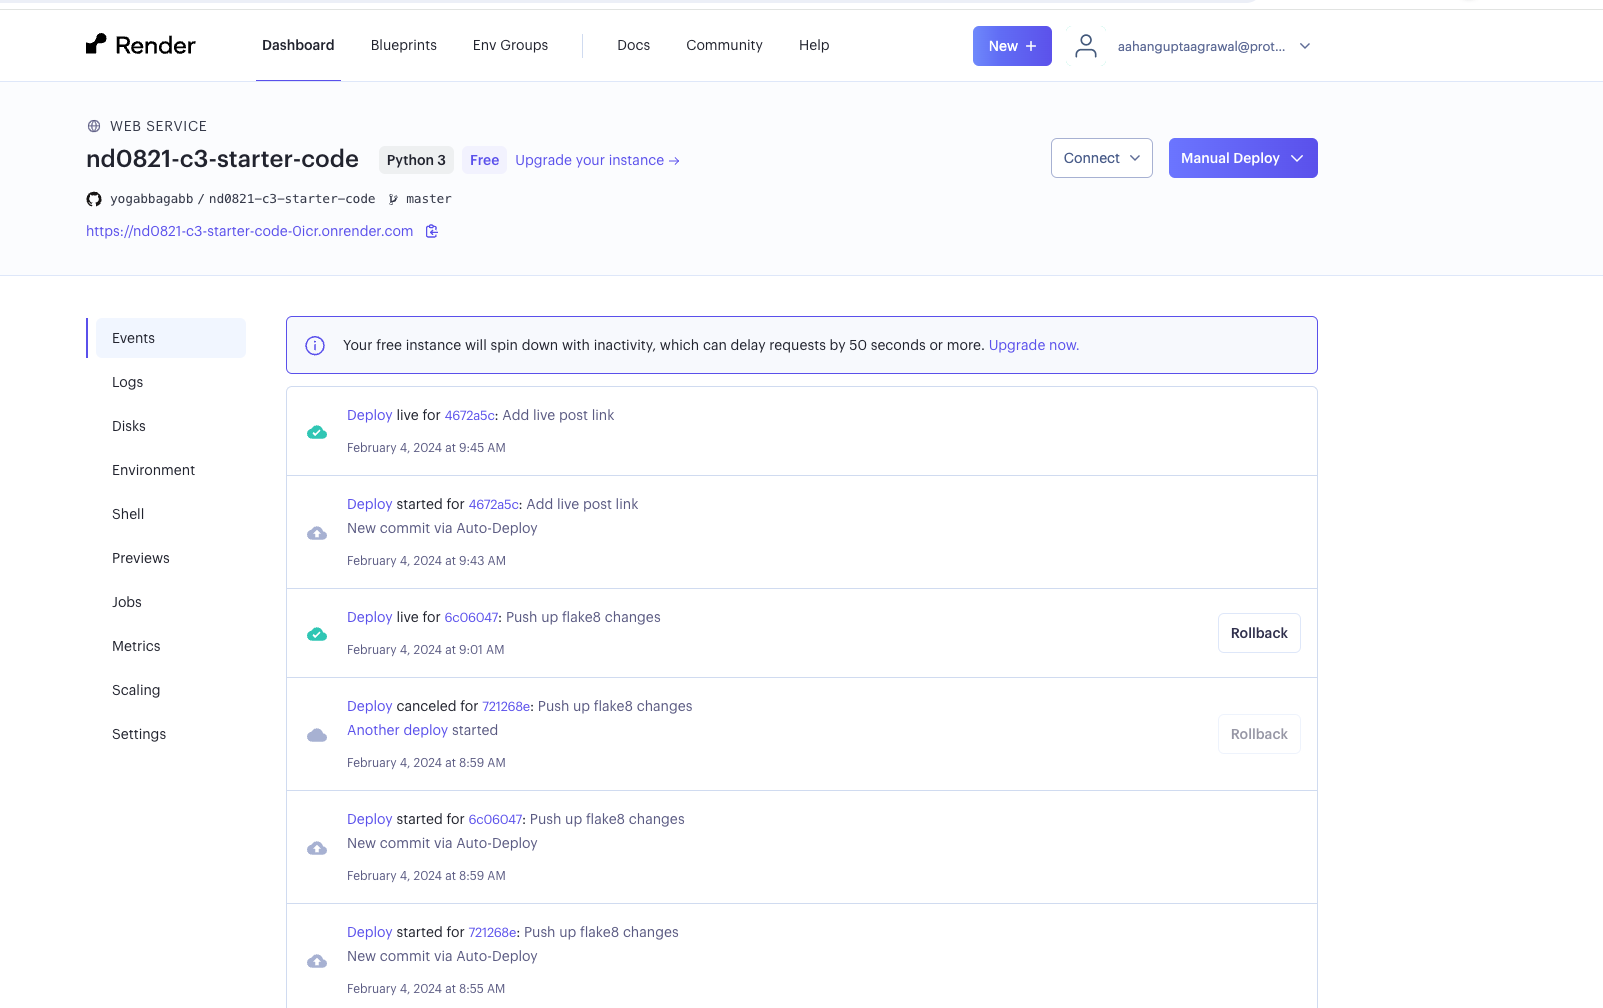 Render
Dashboard
Blueprints
Env Groups
Docs
Community
Help
New +
aahanguptaagrawal@prot...
WEB SERVICE
nd0821-c3-starter-code
Python 3
Free
Upgrade your instance →
Connect
Manual Deploy
yogabbagabb / nd0821-c3-starter-code
master
https://nd0821-c3-starter-code-0icr.onrender.com
Events
Logs
Disks
Environment
Shell
Previews
Jobs
Metrics
Scaling
Settings
Your free instance will spin down with inactivity, which can delay requests by 50 seconds or more. Upgrade now.
Deploy live for 4672a5c: Add live post link
February 4, 2024 at 9:45 AM
Deploy started for 4672a5c: Add live post link
New commit via Auto-Deploy
February 4, 2024 at 9:43 AM
Deploy live for 6c06047: Push up flake8 changes
February 4, 2024 at 9:01 AM
Rollback
Deploy canceled for 721268e: Push up flake8 changes
Another deploy started
February 4, 2024 at 8:59 AM
Rollback
Deploy started for 6c06047: Push up flake8 changes
New commit via Auto-Deploy
February 4, 2024 at 8:59 AM
Deploy started for 721268e: Push up flake8 changes
New commit via Auto-Deploy
February 4, 2024 at 8:55 AM